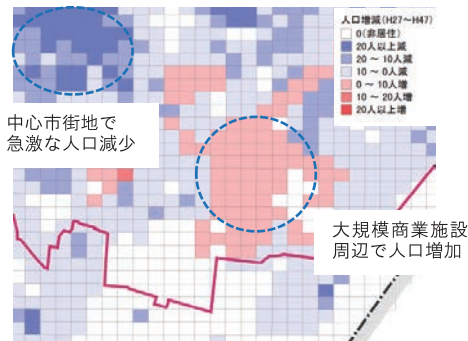 人口増減(H27~H47)
0(非居住)
20人以上減
20~10人減
10~0人減
0~10人増
10~20人増
20人以上増
中心市街地で
急激な人口減少
大規模商業施設
周辺で人口増加